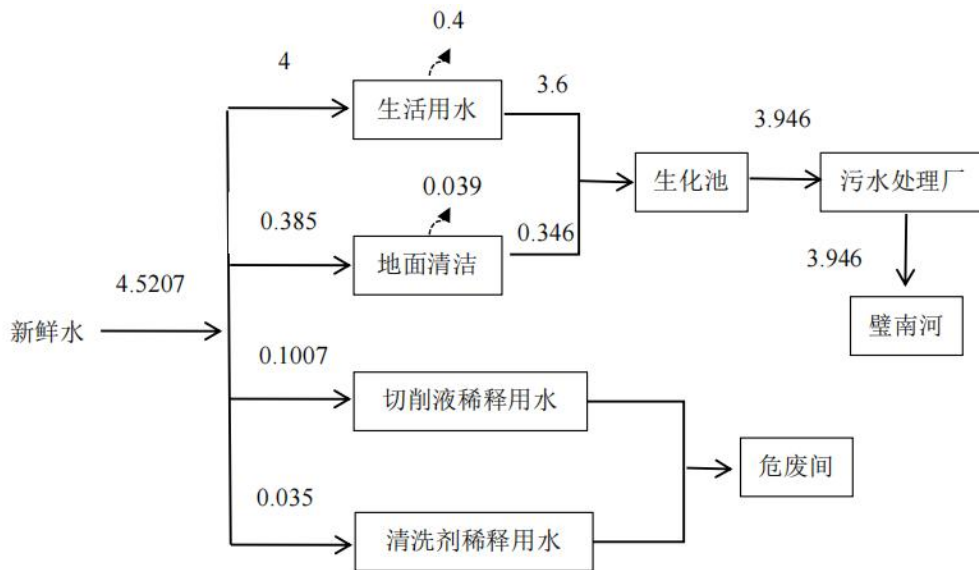 0.4
4
生活用水
3.6
3.946
生化池
污水处理厂
0.039
0.385
地面清洁
0.346
3.946
4.5207
新鲜水
璧南河
0.1007
切削液稀释用水
危废间
0.035
清洗剂稀释用水